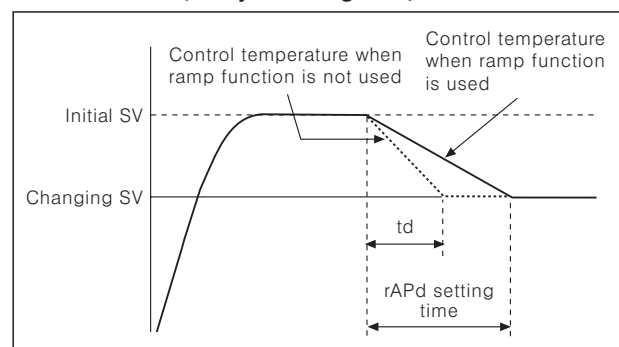 Control temperature when
ramp function is not used
Control temperature
when ramp function
is used
Initial SV
Changing SV
td
rAPd setting
time